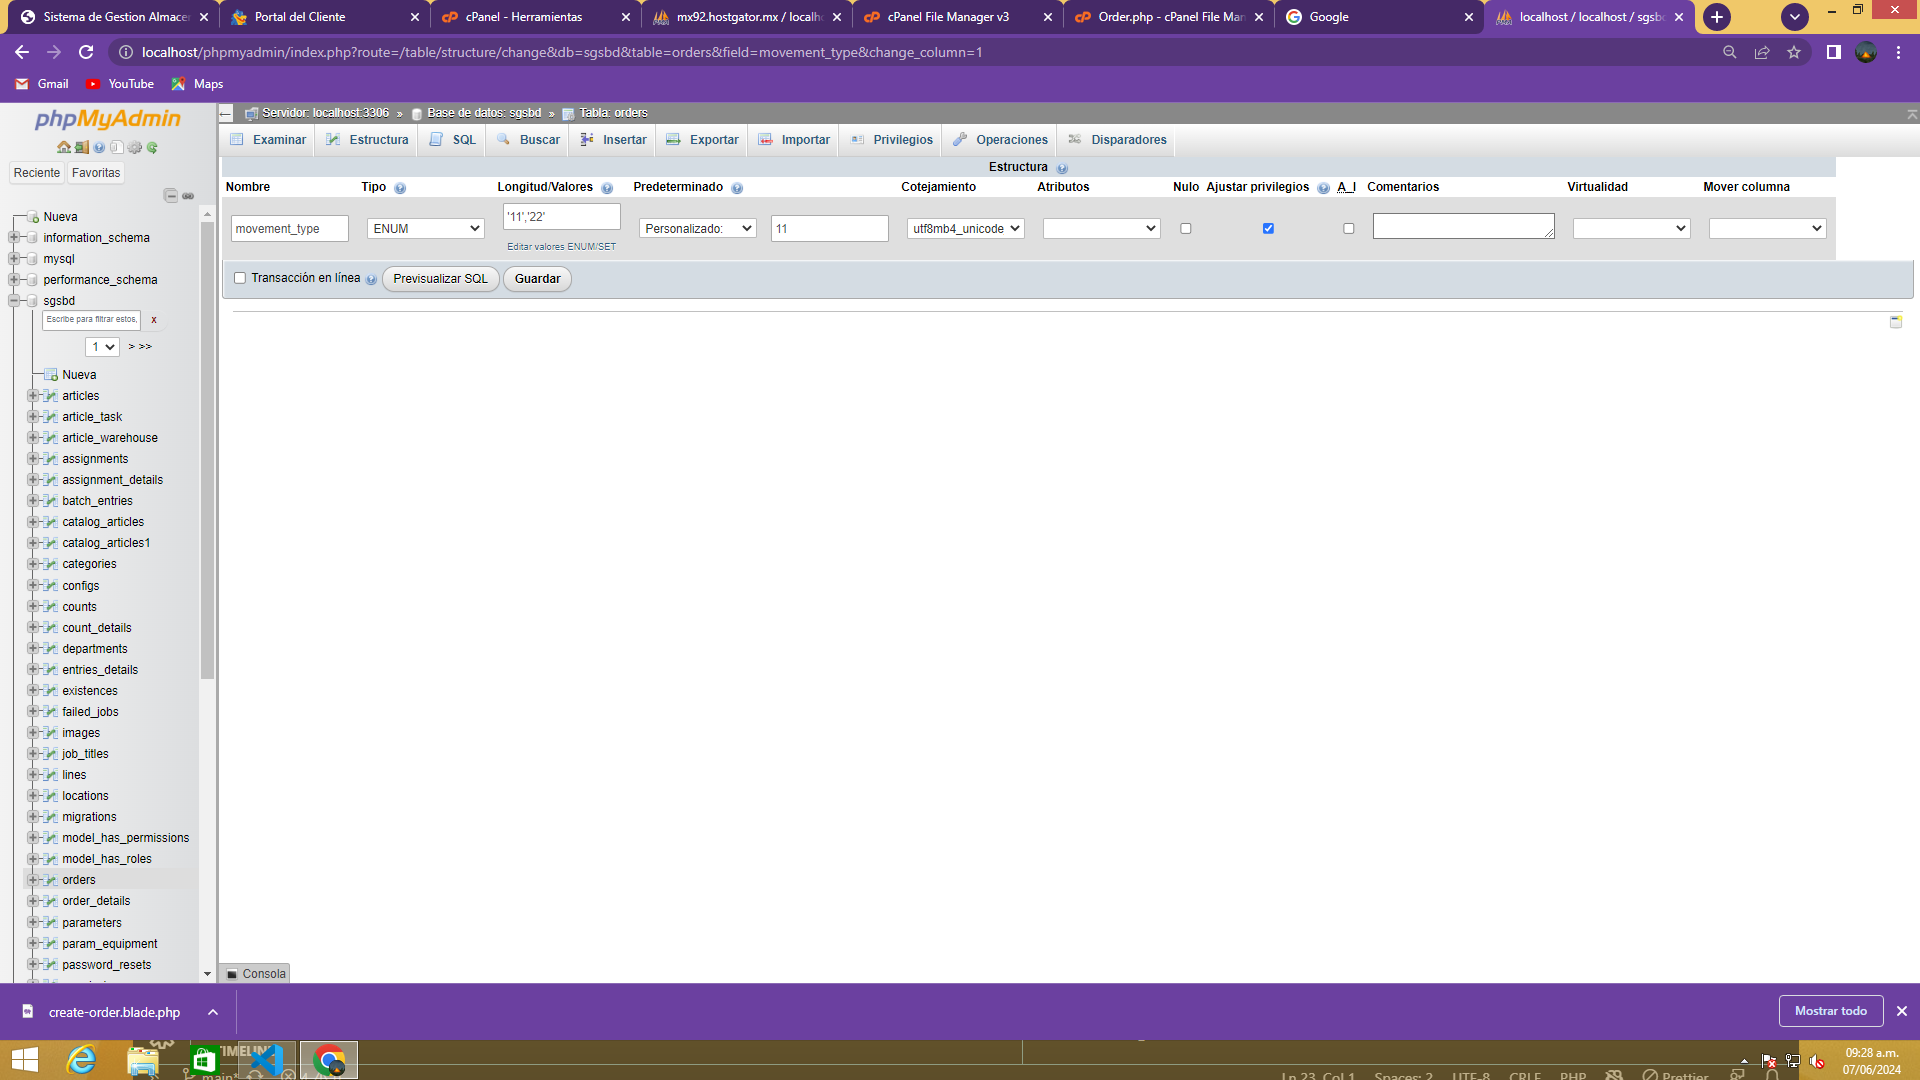 Sistema de Gestion Almacen
Portal del Cliente
cPanel - Herramientas
mx92.hostgator.mx / localho
cPanel File Manager v3
Order.php - cPanel File Man
Google
localhost / localhost / sgsbd
localhost/phpmyadmin/index.php?route=/table/structure/change&db=sgsbd&table=orders&field=movement_type&change_column=1
Gmail
YouTube
Maps
phpMyAdmin
Reciente
Favoritas
Nueva
information_schema
mysql
performance_schema
sgsbd
Escribe para filtrar estos,
x
1
> >>
Nueva
articles
article_task
article_warehouse
assignments
assignment_details
batch_entries
catalog_articles
catalog_articles1
categories
configs
counts
count_details
departments
entries_details
existences
failed_jobs
images
job_titles
lines
locations
migrations
model_has_permissions
model_has_roles
orders
order_details
parameters
param_equipment
password_resets
Servidor: localhost:3306 » Base de datos: sgsbd » Tabla: orders
Examinar
Estructura
SQL
Buscar
Insertar
Exportar
Importar
Privilegios
Operaciones
Disparadores
Estructura
Nombre
Tipo
Longitud/Valores
Predeterminado
Cotejamiento
Atributos
Nulo
Ajustar privilegios
A_I
Comentarios
Virtualidad
Mover columna
movement_type
ENUM
'11','22'
Editar valores ENUM/SET
Personalizado:
11
utf8mb4_unicode
Transacción en línea
Previsualizar SQL
Guardar
Consola
create-order.blade.php
Mostrar todo
TIMELINE
main*
Ln 23, Col 1
Spaces: 2
UTF-8
CRLF
PHP
Prettier
09:28 a.m.
07/06/2024